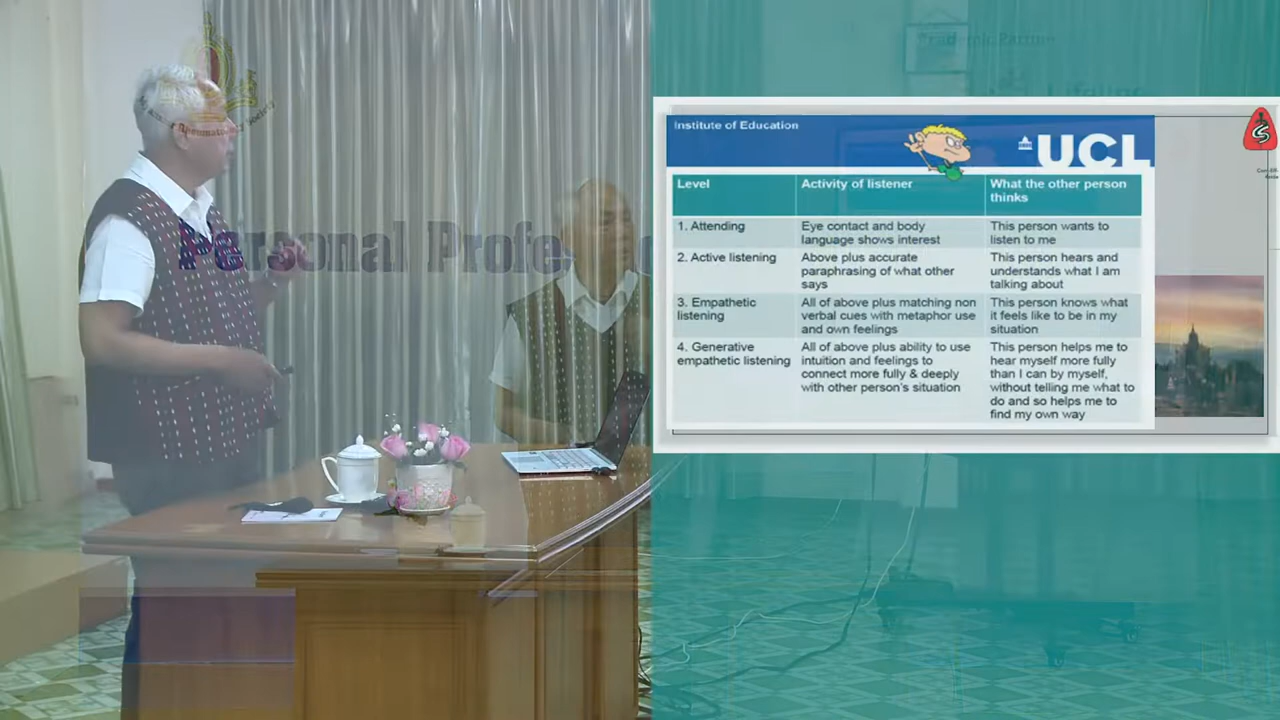 Rheumatology Society
Personal Profe
Institute of Education
UCL
Level
Activity of listener
What the other person
thinks
1. Attending
Eye contact and body
language shows interest
This person wants to
listen to me
2. Active listening
Above plus accurate
paraphrasing of what other
says
This person hears and
understands what I am
talking about
3. Empathetic
listening
All of above plus matching non
verbal cues with metaphor use
and own feelings
This person knows what
it feels like to be in my
situation
4. Generative
empathetic listening
All of above plus ability to use
intuition and feelings to
connect more fully & deeply
with other person's situation
This person helps me to
hear myself more fully
than I can by myself,
without telling me what to
do and so helps me to
find my own way